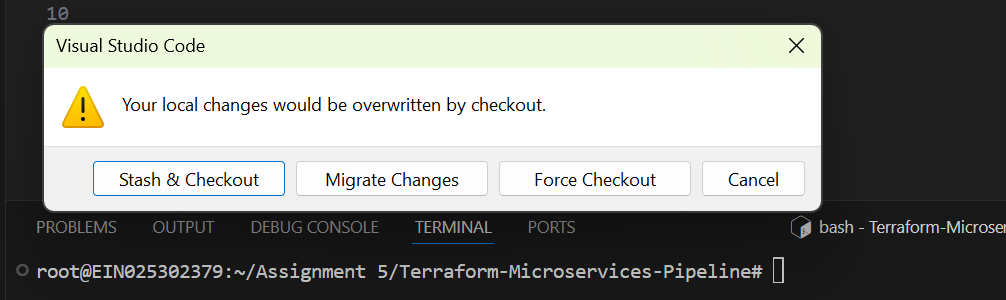 10
Visual Studio Code
Your local changes would be overwritten by checkout.
Stash & Checkout Migrate Changes Force Checkout Cancel
PROBLEMS OUTPUT DEBUG CONSOLE TERMINAL PORTS bash - Terraform-Microser
root@EIN025302379:~/Assignment 5/Terraform-Microservices-Pipeline#